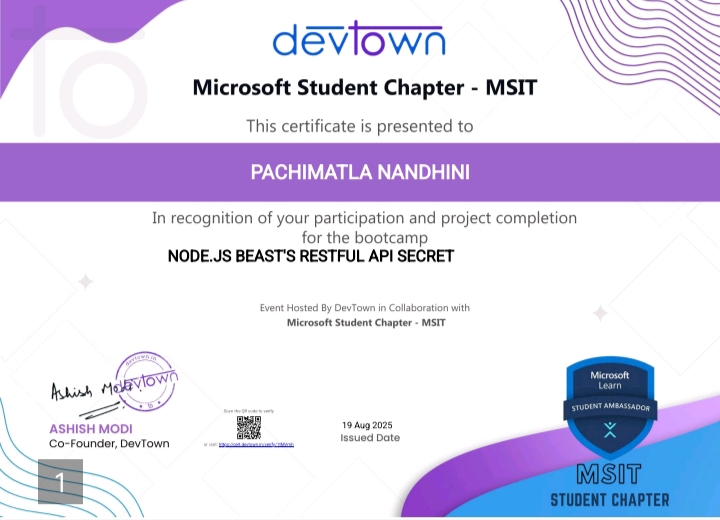 devtown
Microsoft Student Chapter - MSIT
This certificate is presented to
PACHIMATLA NANDHINI
In recognition of your participation and project completion
for the bootcamp
NODE.JS BEAST'S RESTFUL API SECRET
Event Hosted By DevTown in Collaboration with
Microsoft Student Chapter - MSIT
Ashish Modi
devtown
ASHISH MODI
Co-Founder, DevTown
Scan the QR code to verify
19 Aug 2025
Issued Date
Microsoft
Learn
STUDENT AMBASSADOR
MSIT
STUDENT CHAPTER
1